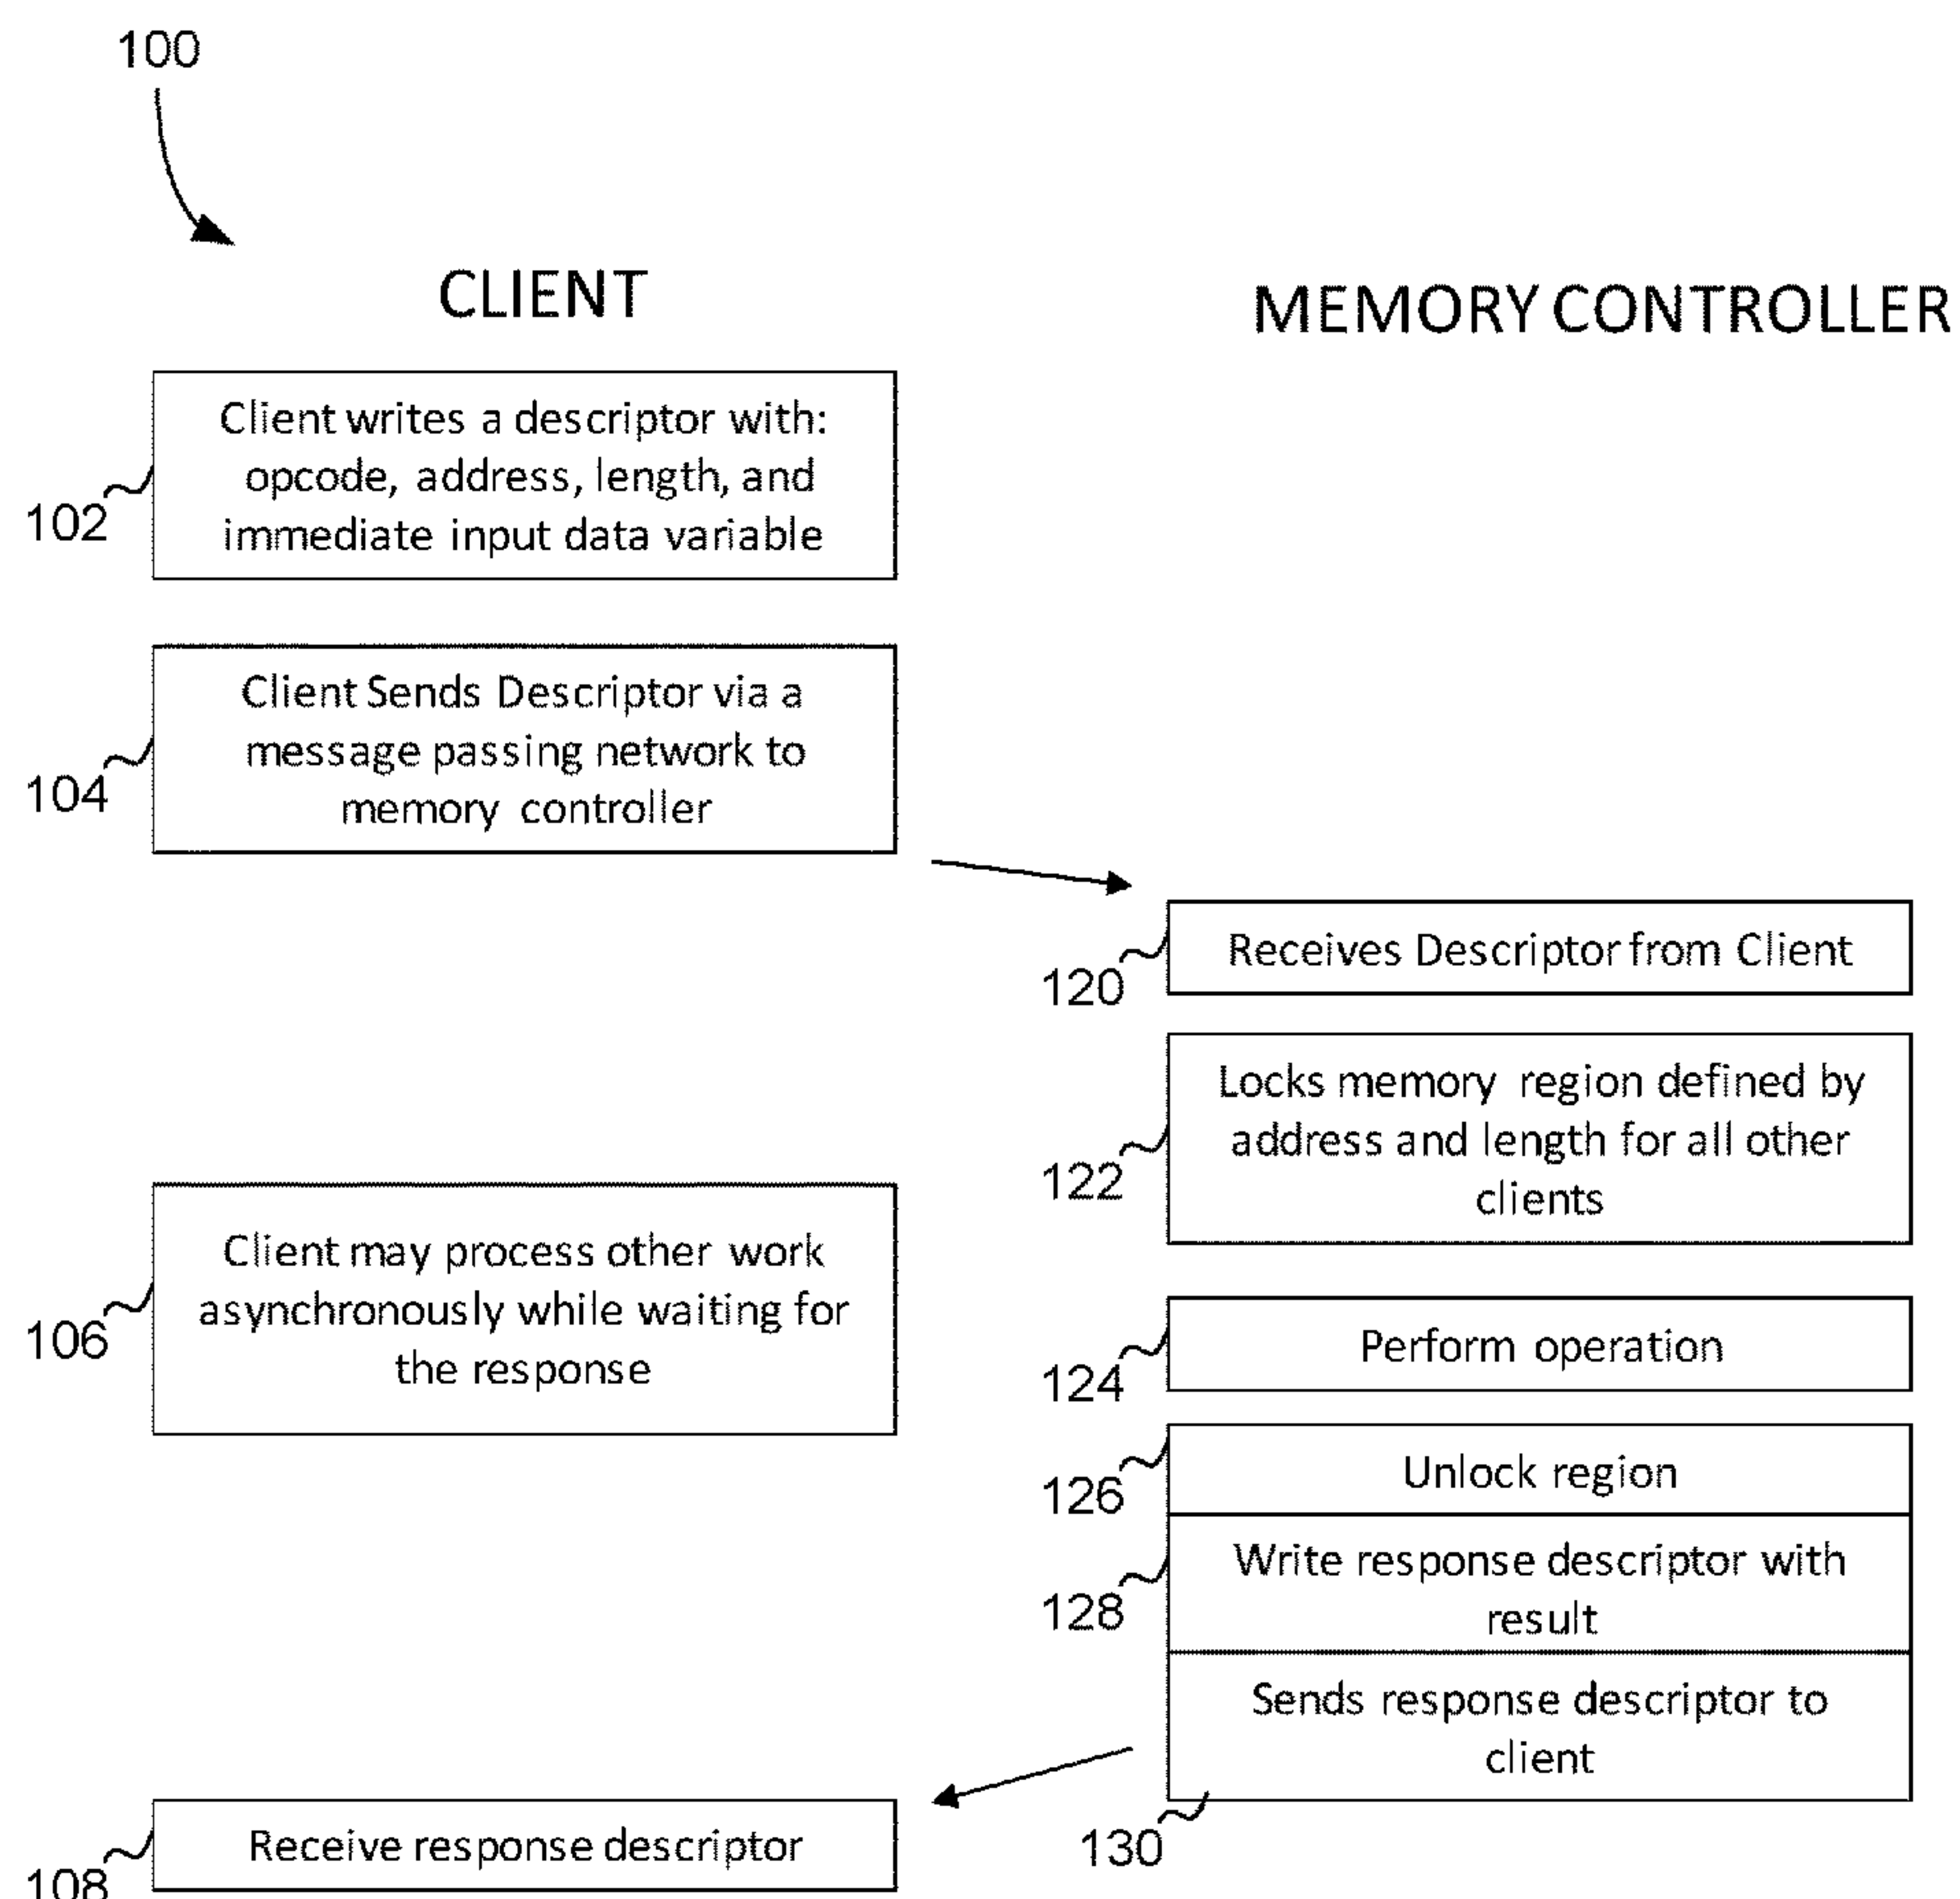 100
CLIENT
MEMORY CONTROLLER
Client writes a descriptor with:
opcode, address, length, and
immediate input data variable
102
Client Sends Descriptor via a
message passing network to
memory controller
104
Receives Descriptor from Client
120
Locks memory region defined by
address and length for all other
clients
122
Client may process other work
asynchronously while waiting for
the response
106
Perform operation
124
Unlock region
126
Write response descriptor with
result
128
Sends response descriptor to
client
130
Receive response descriptor
108